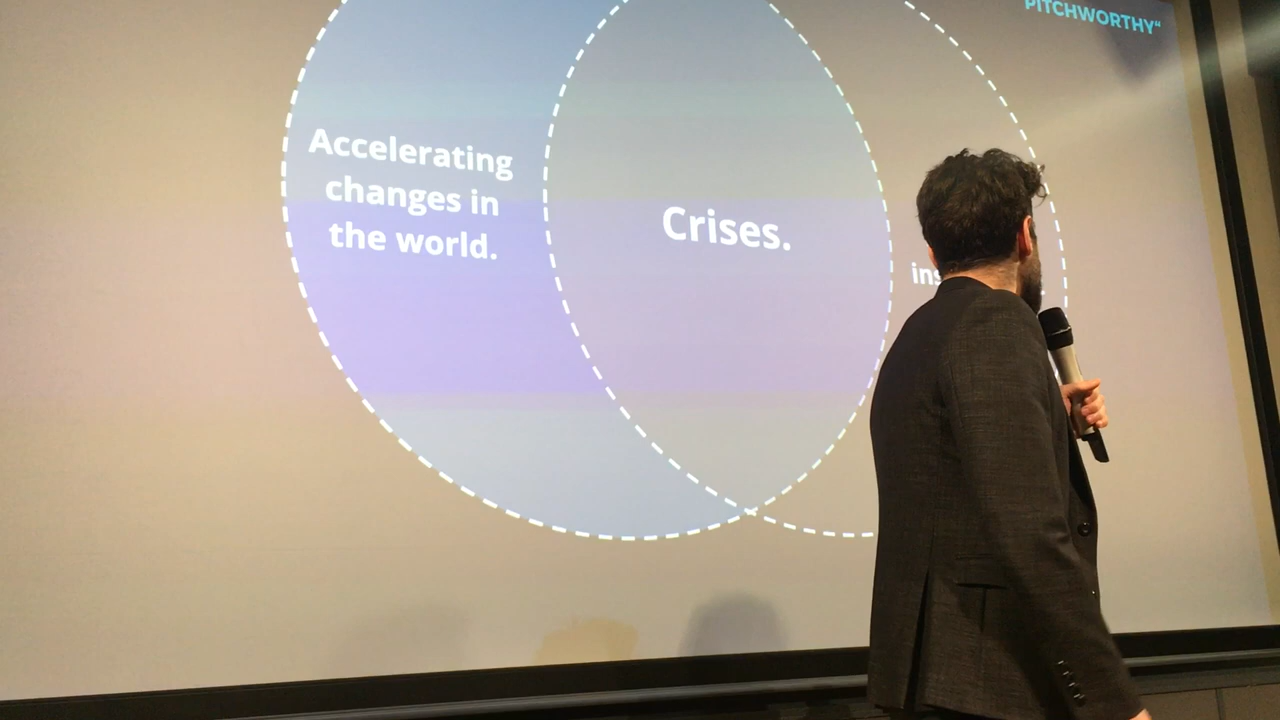 PITCHWORTHY“
Accelerating
changes in
the world.
Crises.